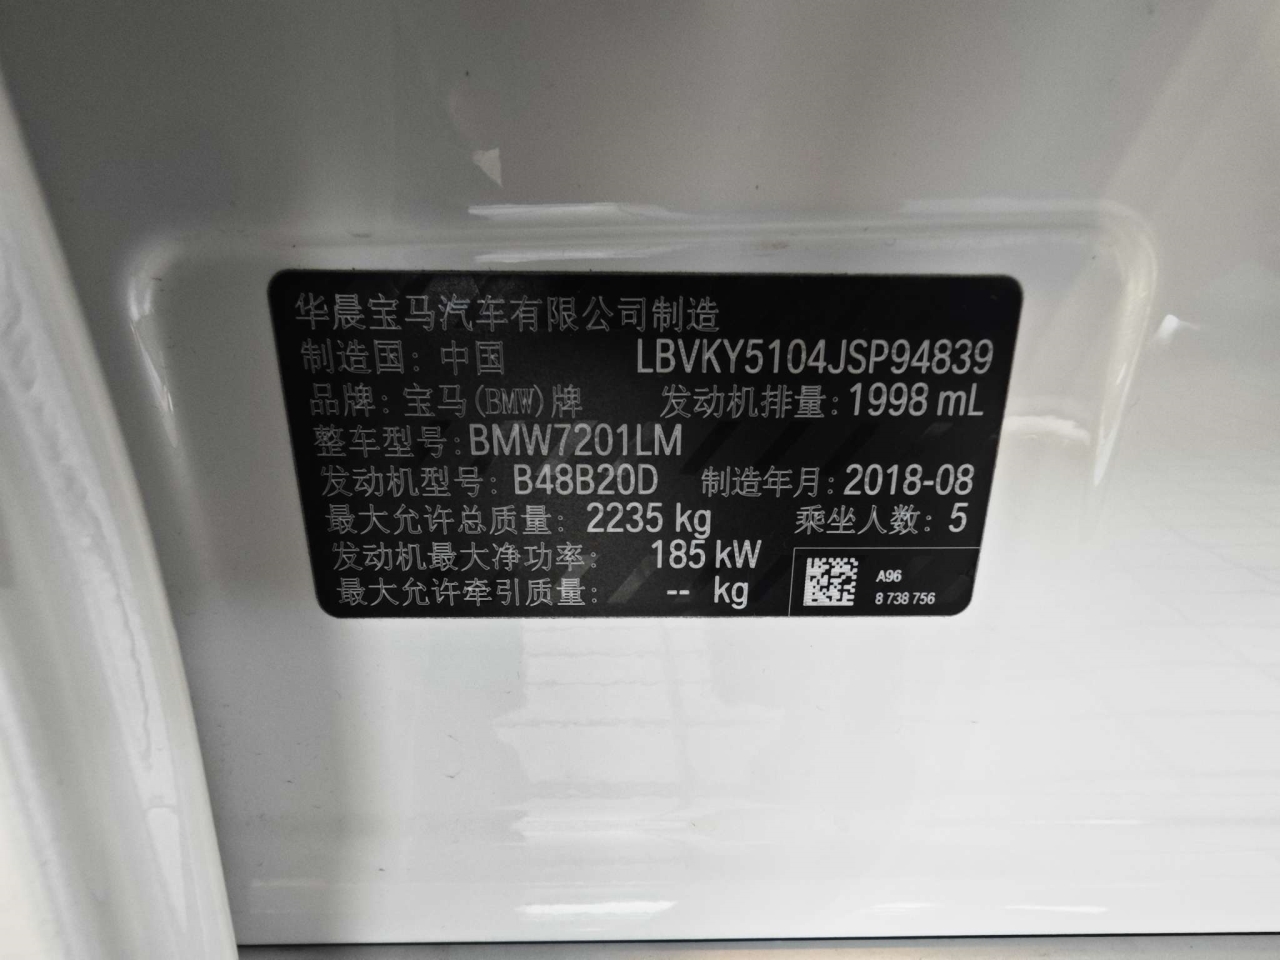 华晨宝马汽车有限公司制造
制造国：中国 LBVKY5104JSP94839
品牌：宝马(BMW)牌 发动机排量：1998 mL
整车型号：BMW7201LM
发动机型号：B48B20D 制造年月：2018-08
最大允许总质量：2235 kg 乘坐人数：5
发动机最大净功率：185 kW
最大允许牵引质量：-- kg
A96
8 738 756